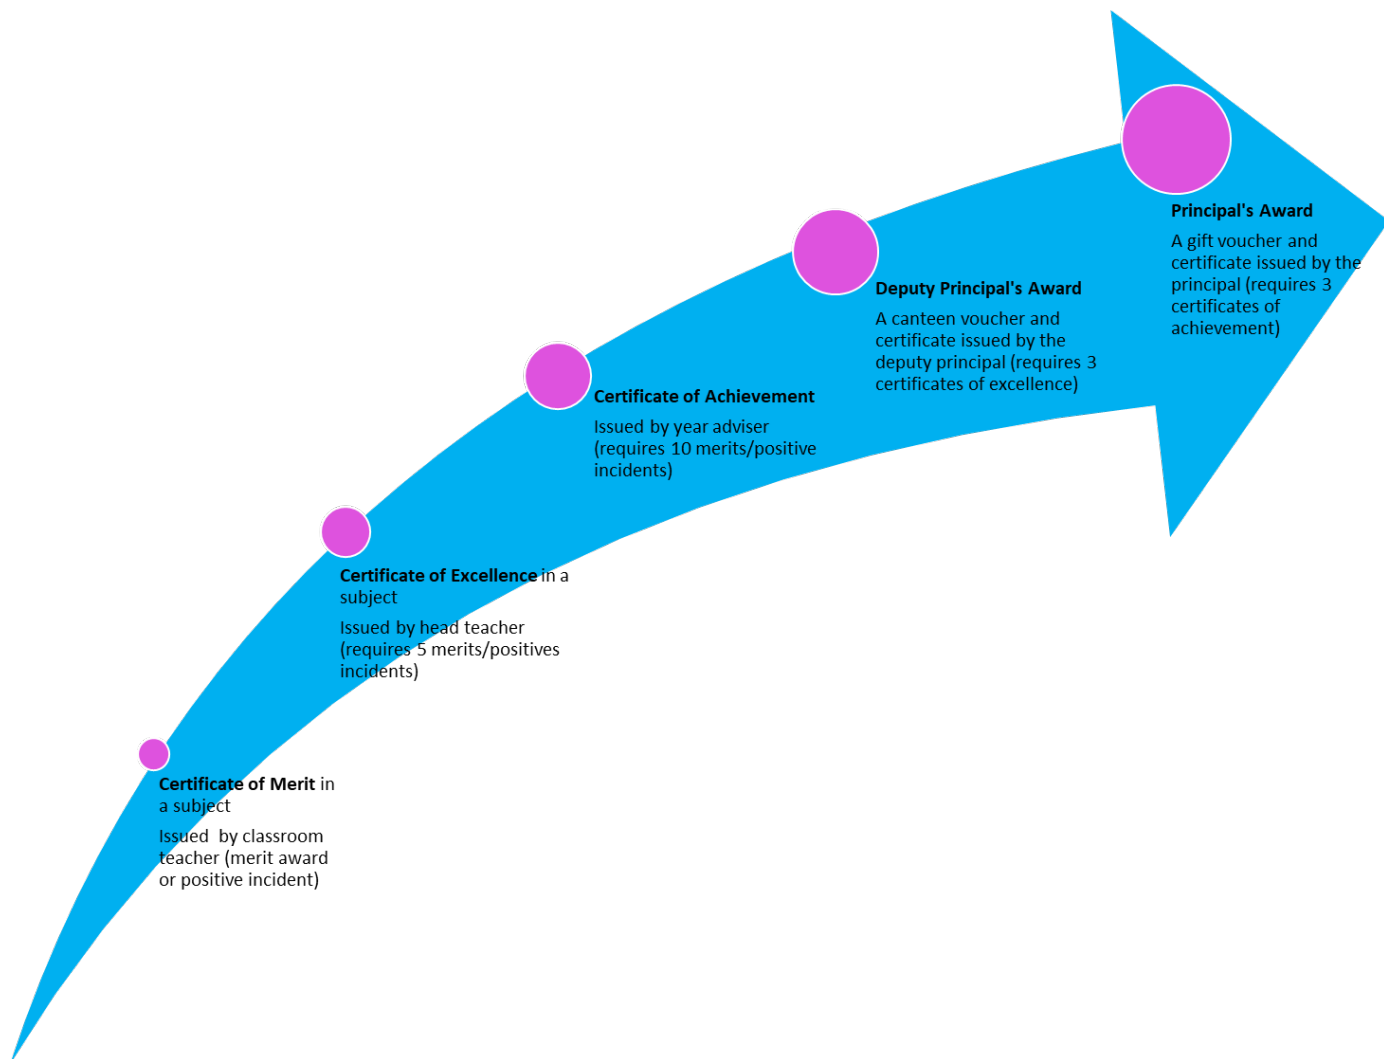 Principal's Award
A gift voucher and
certificate issued by the
principal (requires 3
certificates of
achievement)
Deputy Principal's Award
A canteen voucher and
certificate issued by the
deputy principal (requires 3
certificates of excellence)
Certificate of Achievement
Issued by year adviser
(requires 10 merits/positive
incidents)
Certificate of Excellence in a
subject
Issued by head teacher
(requires 5 merits/positives
incidents)
Certificate of Merit in
a subject
Issued  by classroom
teacher (merit award
or positive incident)